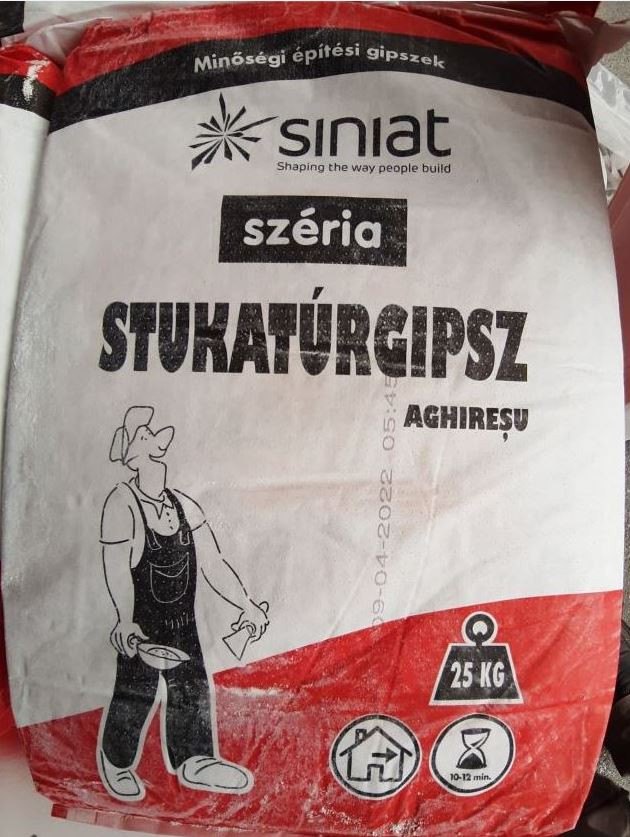 Minőségi építési gipszek
siniat
Shaping the way people build
széria
STUKATÚRGIPSZ
AGHIREȘU
09-04-2022 05:45
25 KG
10-12 min.